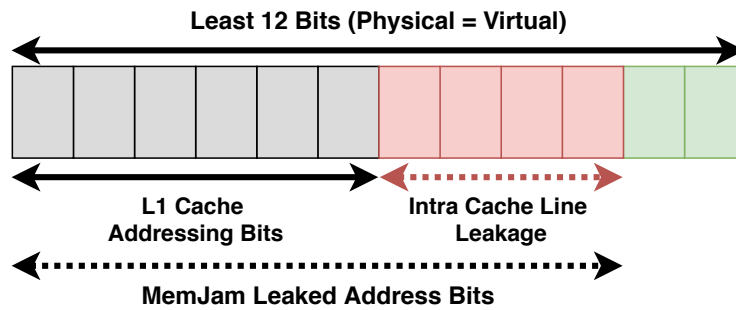 Least 12 Bits (Physical = Virtual)
L1 Cache
Addressing Bits
Intra Cache Line
Leakage
MemJam Leaked Address Bits